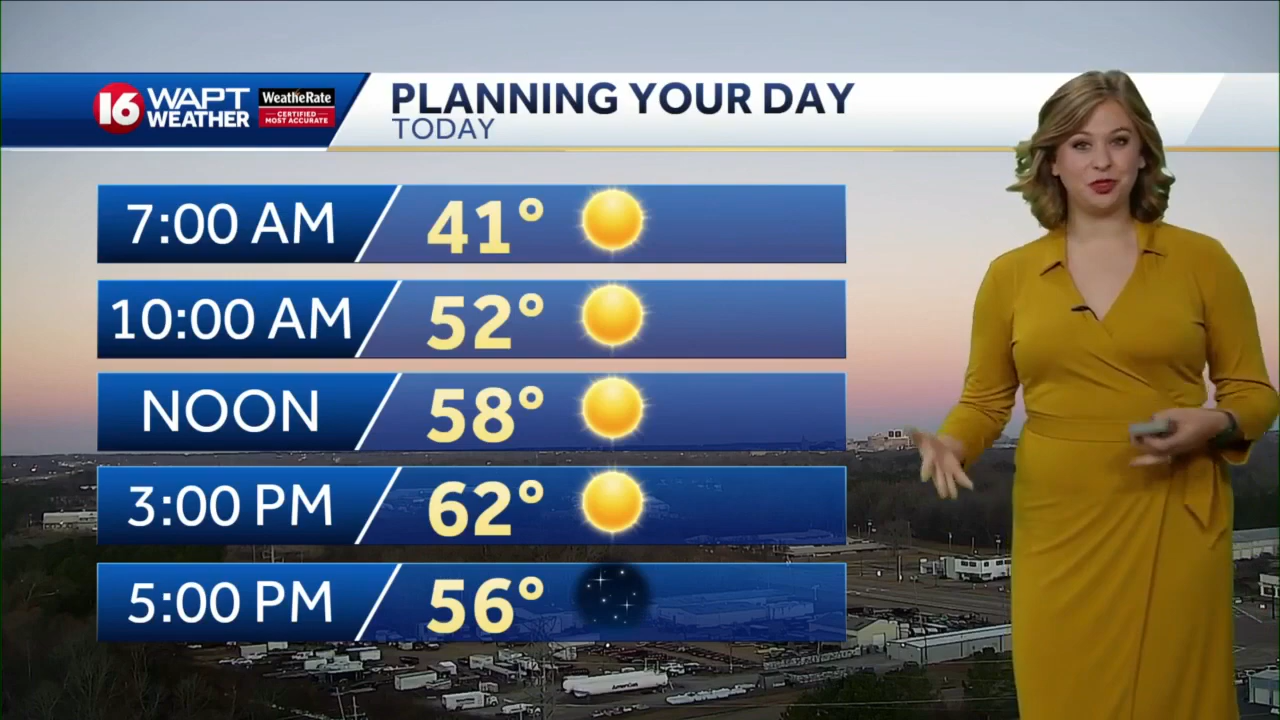 16 WAPT WEATHER
WeatheRate
CERTIFIED
MOST ACCURATE
PLANNING YOUR DAY
TODAY
7:00 AM 41°
10:00 AM 52°
NOON 58°
3:00 PM 62°
5:00 PM 56°